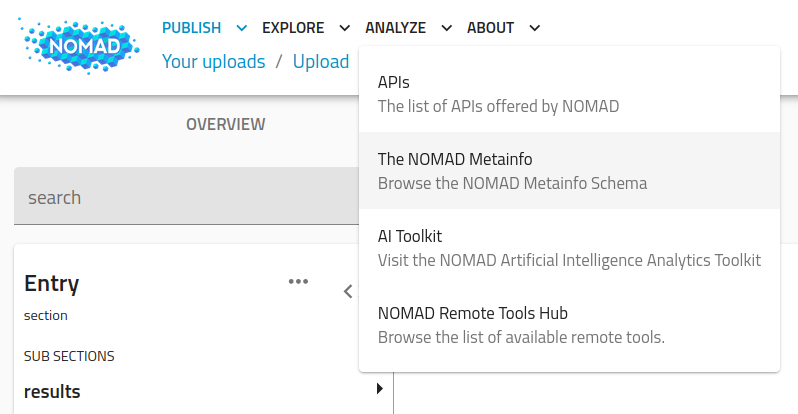 NOMAD
PUBLISH EXPLORE ANALYZE ABOUT
Your uploads / Upload
APIs
The list of APIs offered by NOMAD
The NOMAD Metainfo
Browse the NOMAD Metainfo Schema
AI Toolkit
Visit the NOMAD Artificial Intelligence Analytics Toolkit
NOMAD Remote Tools Hub
Browse the list of available remote tools.
OVERVIEW
search
Entry
section
SUB SECTIONS
results